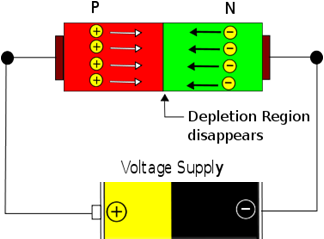 P N
Depletion Region
disappears
Voltage Supply